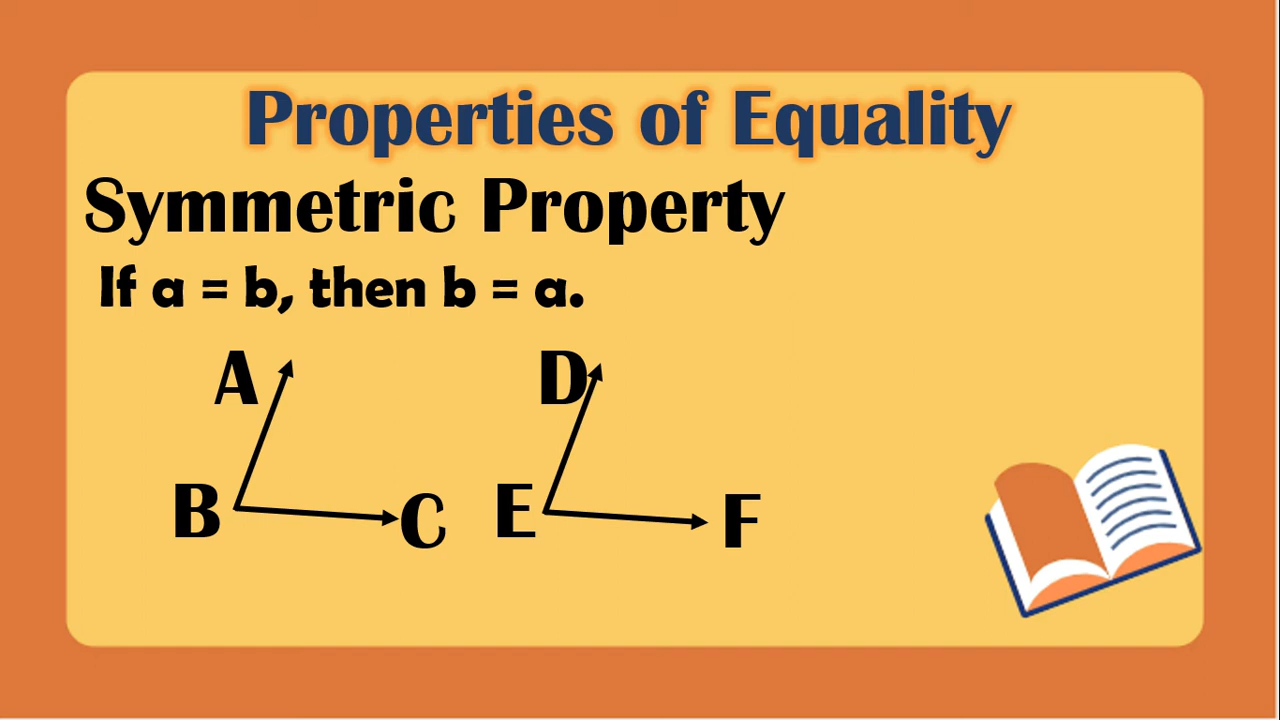 Properties of Equality
Symmetric Property
If a = b, then b = a.
A D
B C E F